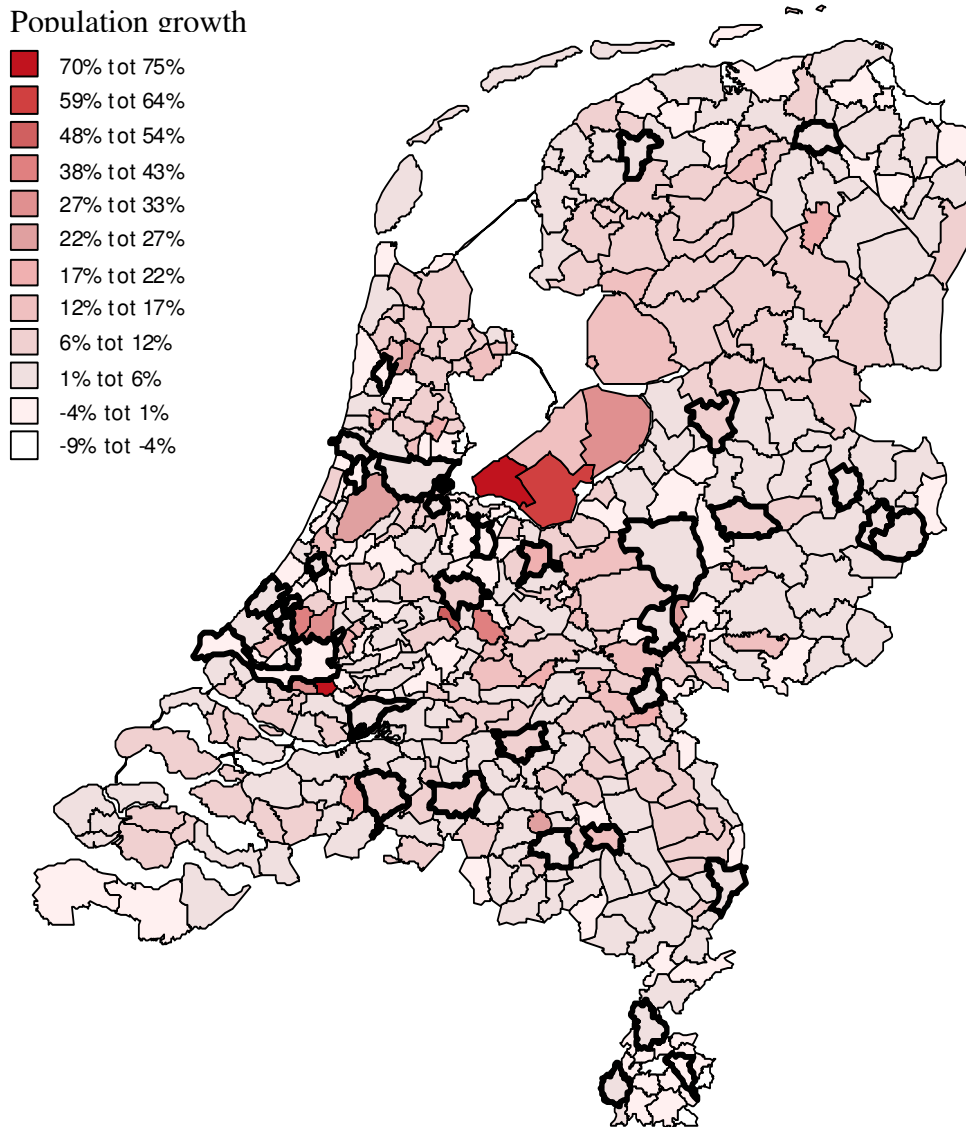 Population growth
70% tot 75%
59% tot 64%
48% tot 54%
38% tot 43%
27% tot 33%
22% tot 27%
17% tot 22%
12% tot 17%
6% tot 12%
1% tot 6%
-4% tot 1%
-9% tot -4%